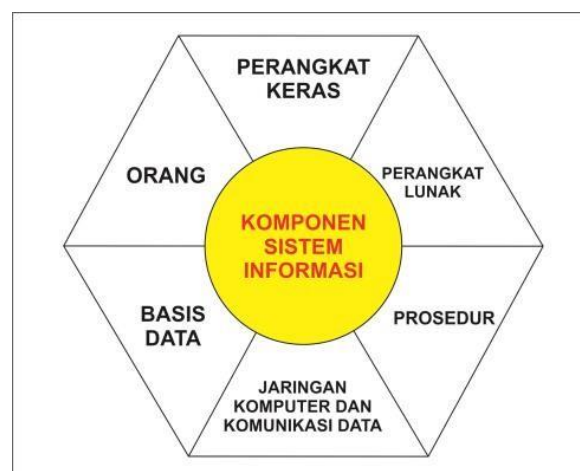 PERANGKAT
KERAS
ORANG
PERANGKAT
LUNAK
KOMPONEN
SISTEM
INFORMASI
BASIS
DATA
PROSEDUR
JARINGAN
KOMPUTER DAN
KOMUNIKASI DATA